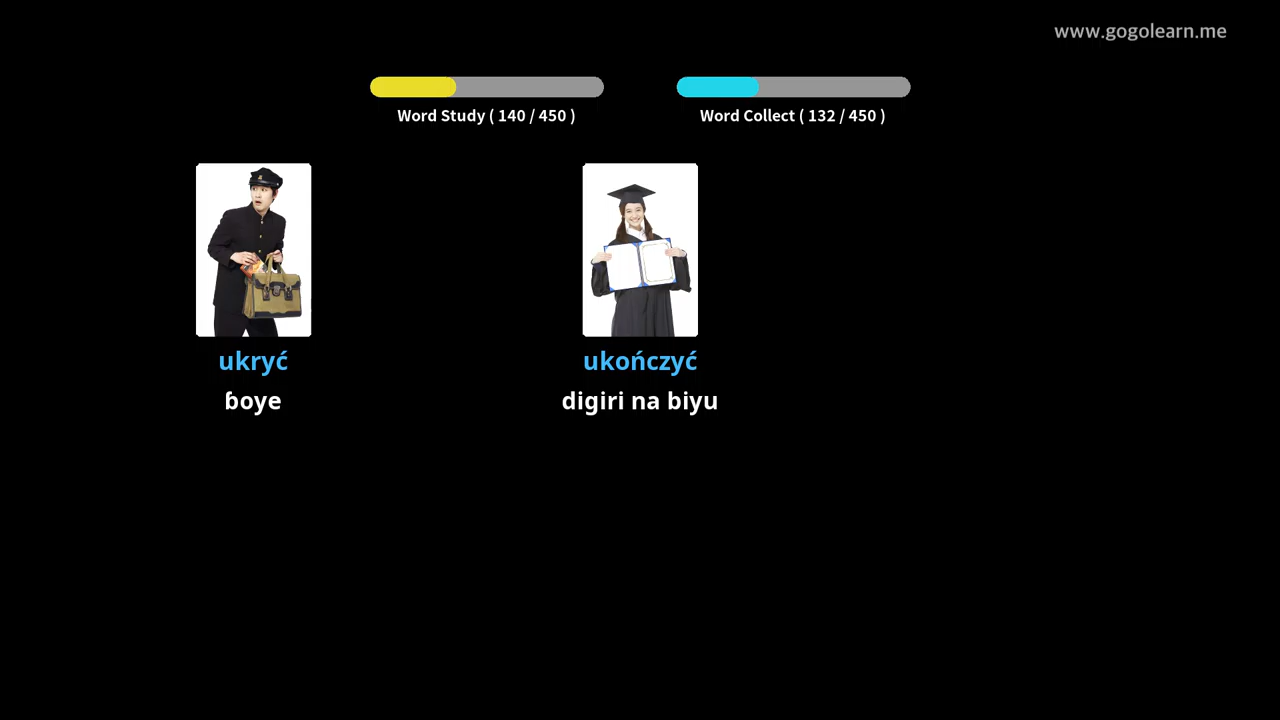 www.gogolearn.me
Word Study ( 140 / 450 )
Word Collect ( 132 / 450 )
ukryć
ukończyć
ɓoye
digiri na biyu